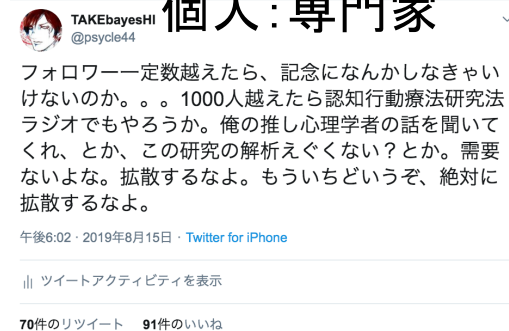 個人：専門家
TAKEbayesHI
@psycle44
フォロワー一定数越えたら、記念になんかしなきゃい
けないのか。。。1000人越えたら認知行動療法研究法
ラジオでもやろうか。俺の推し心理学者の話を聞いて
くれ、とか、この研究の解析えぐくない？とか。需要
ないよな。拡散するなよ。もういちどいうぞ、絶対に
拡散するなよ。
午後6:02 · 2019年8月15日 · Twitter for iPhone
ツイートアクティビティを表示
70件のリツイート 91件のいいね